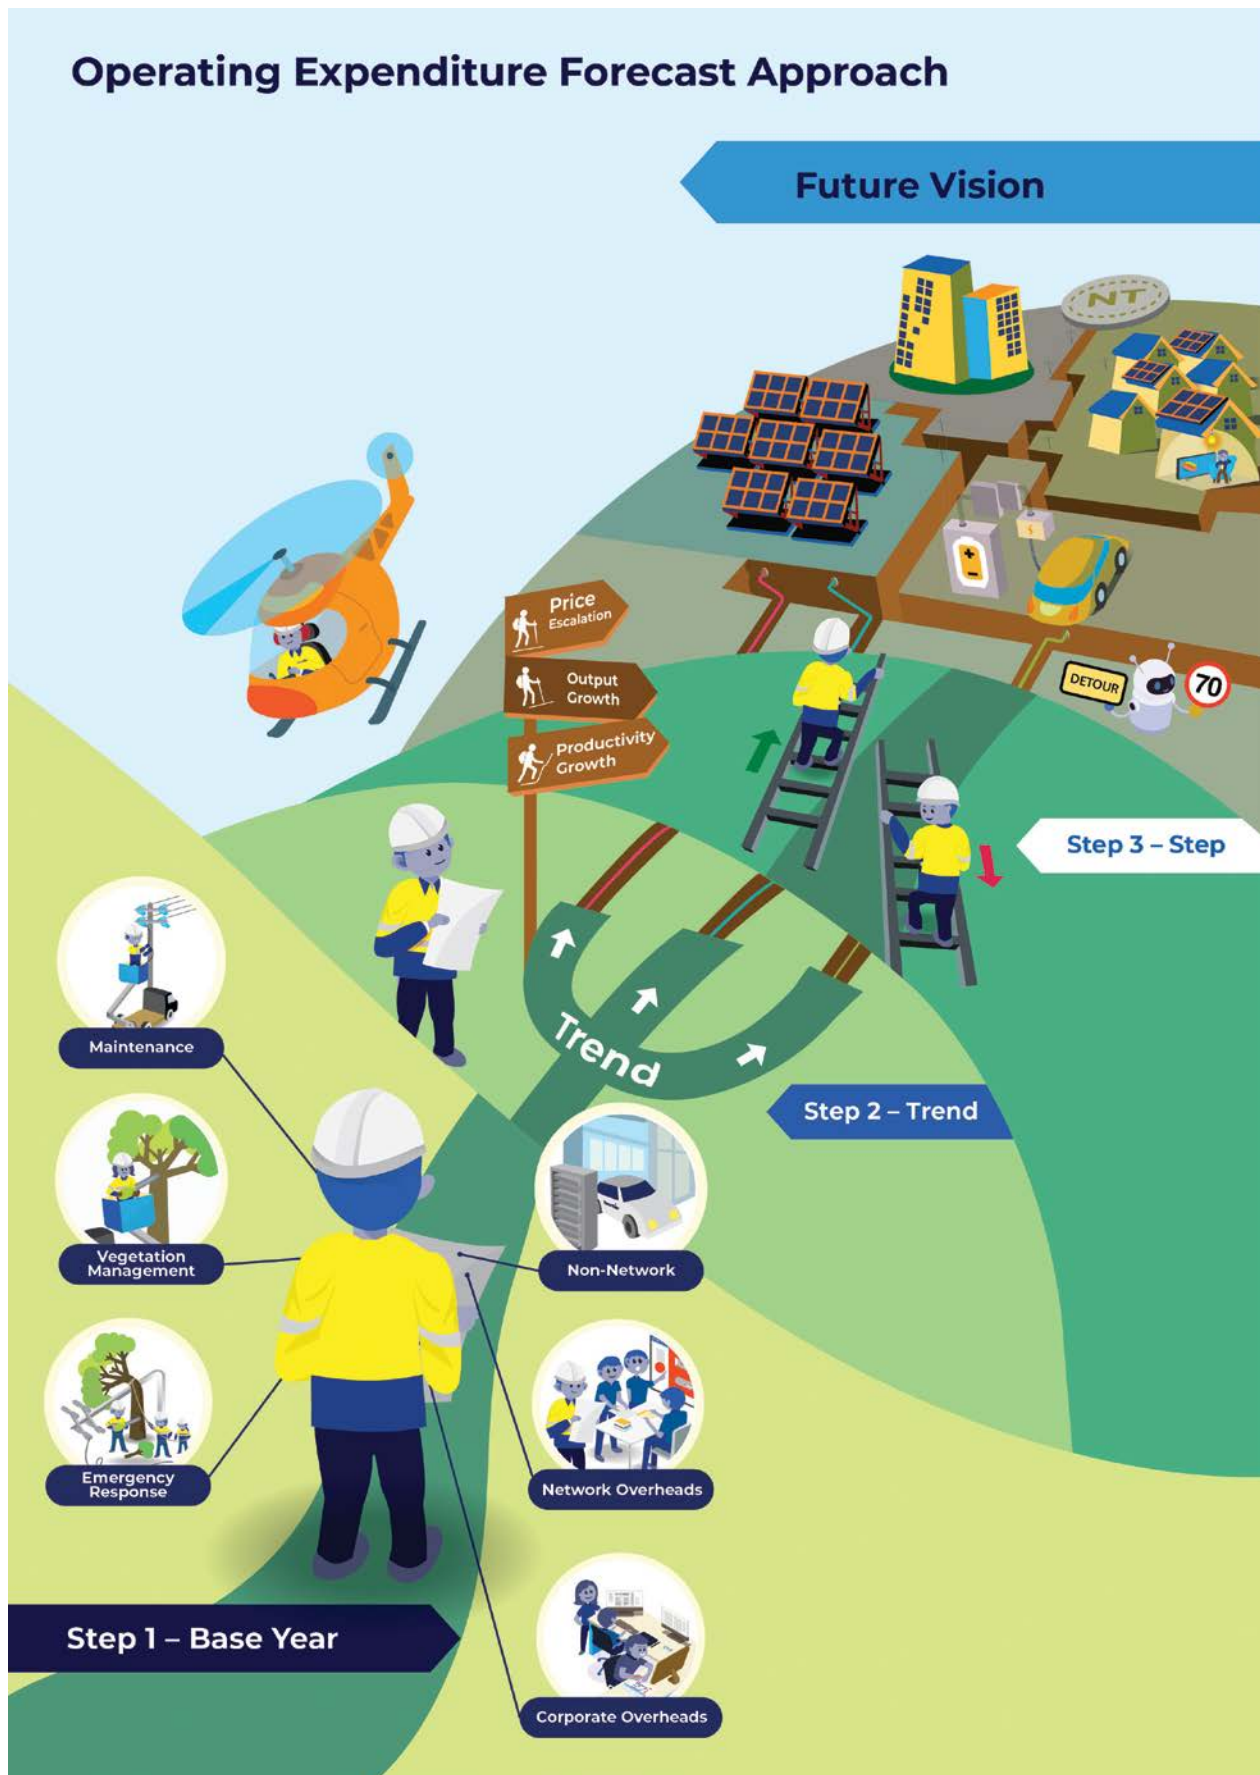 Operating Expenditure Forecast Approach
Future Vision
NT
Price
Escalation
Output
Growth
Productivity
Growth
DETOUR
70
Step 3 – Step
Trend
Step 2 – Trend
Maintenance
Vegetation
Management
Non-Network
Emergency
Response
Network Overheads
Step 1 – Base Year
Corporate Overheads